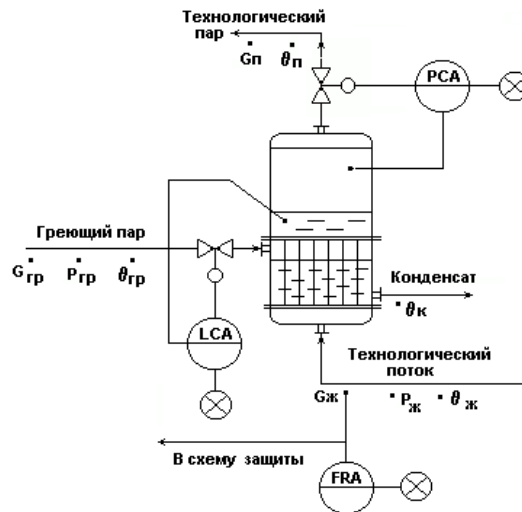 Технологический
пар
Gп
θп
PCA
Греющий пар
Gгр
Pгр
θгр
Конденсат
θк
LCA
Технологический
поток
Gж
Pж
θж
В схему защиты
FRA